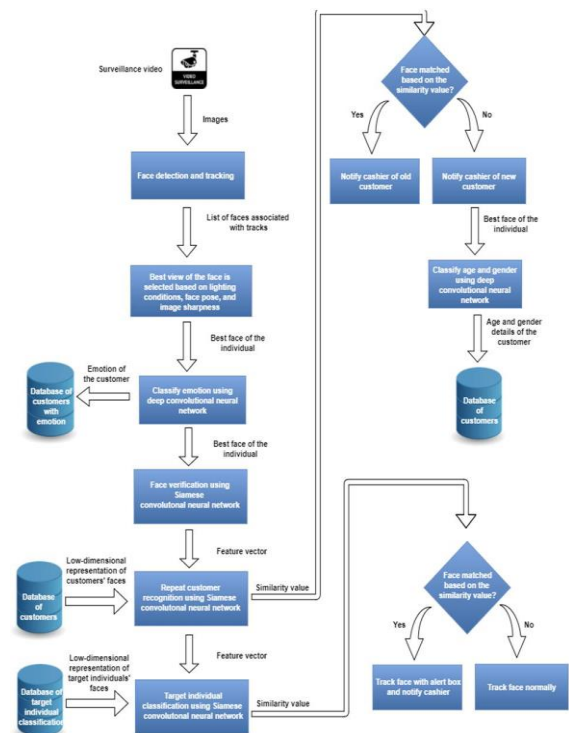 Surveillance video
VIDEO
SURVEILLANCE
Images
Face detection and tracking
List of faces associated
with tracks
Best view of the face is
selected based on lighting
conditions, face pose, and
image sharpness
Best face of the
individual
Emotion of
the customer
Database of
customers
with
emotion
Classify emotion using
deep convolutional neural
network
Best face of the
individual
Face verification using
Siamese
convolutonal neural network
Feature vector
Low-dimensional
representation of
customers' faces
Database
of
customers
Repeat customer
recognition using Siamese
convolutonal neural network
Similarity value
Feature vector
Low-dimensional
representation of
target individuals'
faces
Database of
target
individual
classification
Target individual
classification using Siamese
convolutonal neural network
Similarity value
Face matched
based on the
similarity value?
Yes
No
Notify cashier of old
customer
Notify cashier of new
customer
Best face of the
individual
Classify age and gender
using deep
convolutional neural
network
Age and gender
details of the
customer
Database
of
customers
Face matched
based on the
similarity value?
Yes
No
Track face with alert box
and notify cashier
Track face normally